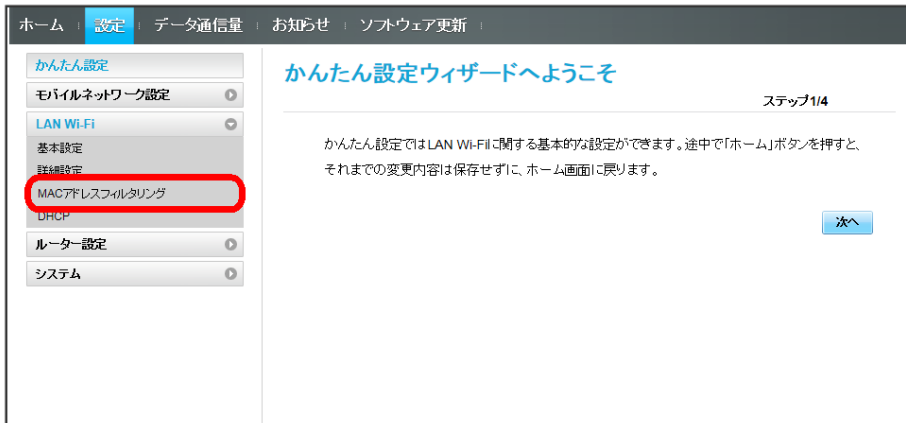 ホーム 設定 データ通信量 お知らせ ソフトウェア更新
かんたん設定
モバイルネットワーク設定
LAN Wi-Fi
基本設定
詳細設定
MACアドレスフィルタリング
DHCP
ルーター設定
システム
かんたん設定ウィザードへようこそ
ステップ1/4
かんたん設定ではLAN Wi-Fiに関する基本的な設定ができます。途中で「ホーム」ボタンを押すと、
それまでの変更内容は保存せずに、ホーム画面に戻ります。
次へ